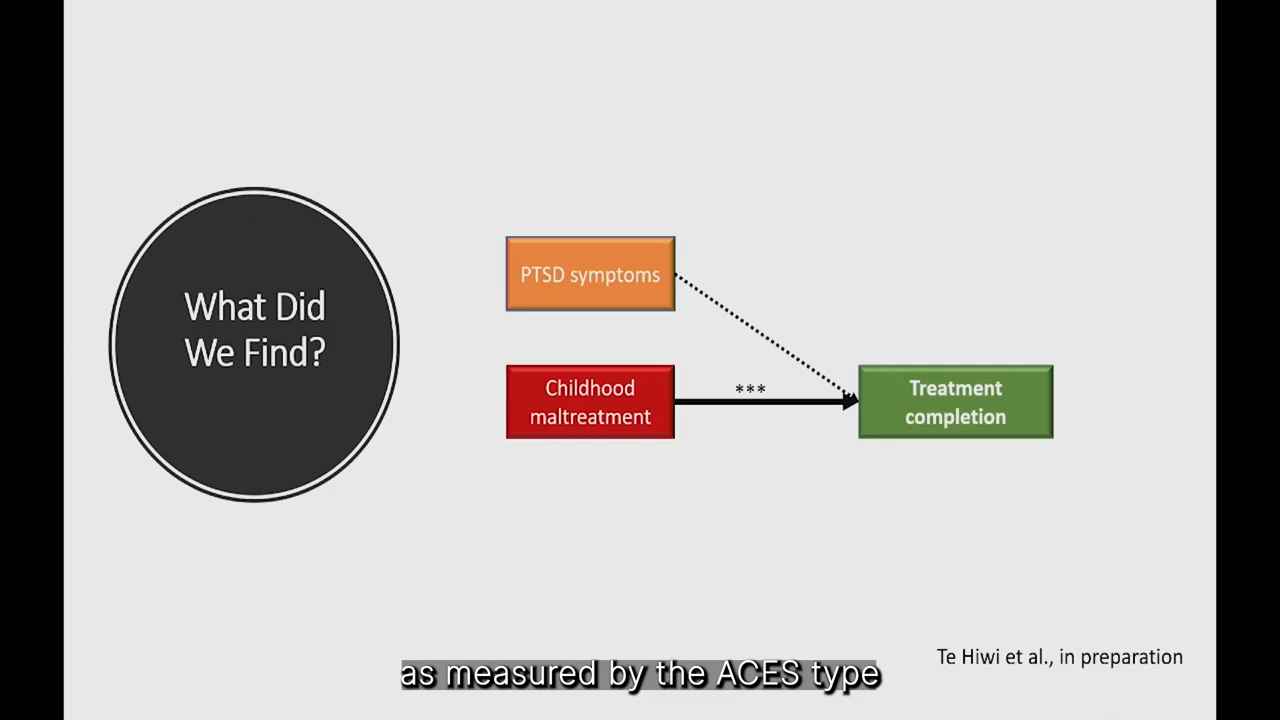 What Did
We Find?
PTSD symptoms
Childhood
maltreatment
***
Treatment
completion
Te Hiwi et al., in preparation
as measured by the ACES type